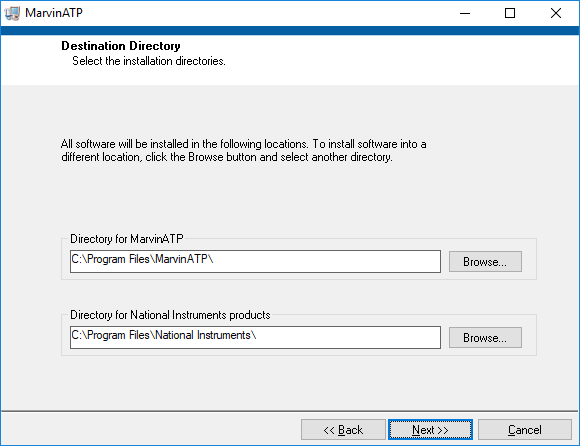 MarvinATP
Destination Directory
Select the installation directories.
All software will be installed in the following locations. To install software into a
different location, click the Browse button and select another directory.
Directory for MarvinATP
C:\Program Files\MarvinATP\
Browse...
Directory for National Instruments products
C:\Program Files\National Instruments\
Browse...
<< Back
Next >>
Cancel